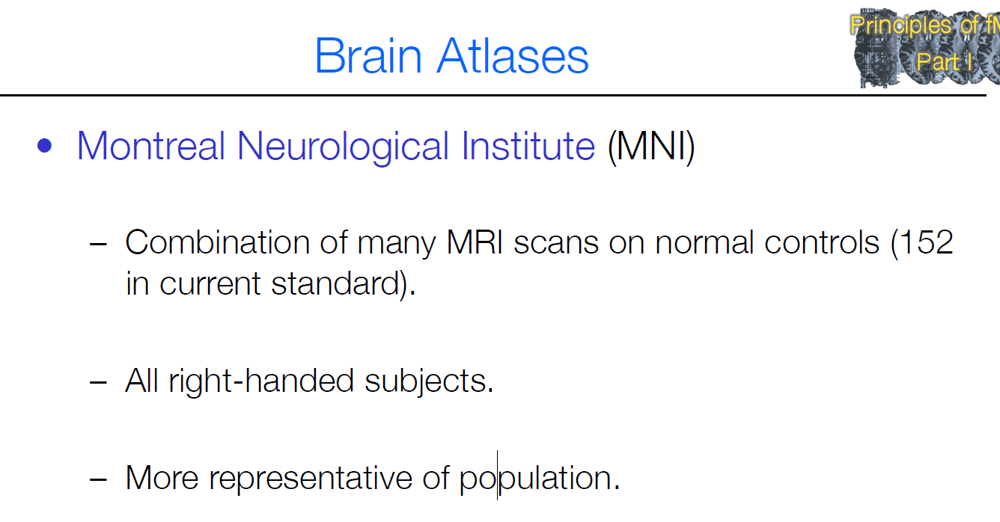 Principles of fM
Part I
Brain Atlases
• Montreal Neurological Institute (MNI)
– Combination of many MRI scans on normal controls (152
in current standard).
– All right-handed subjects.
– More representative of population.